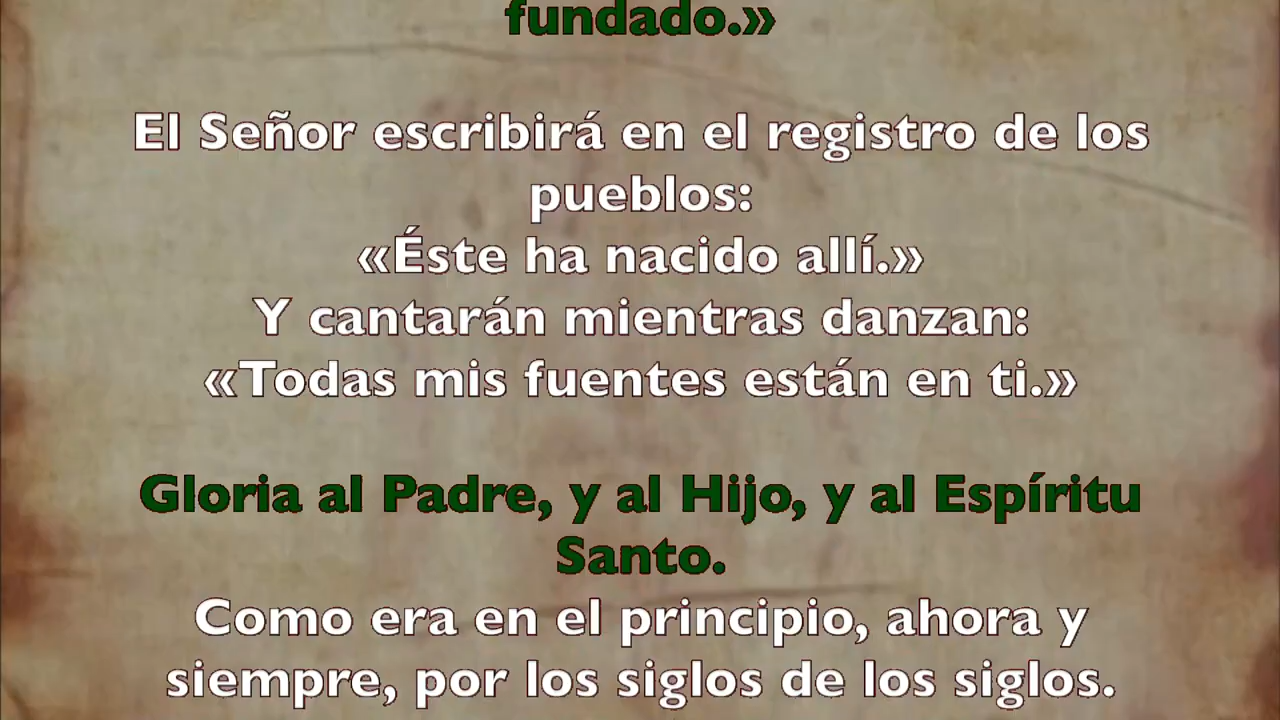 fundado.»
El Señor escribirá en el registro de los
pueblos:
«Éste ha nacido allí.»
Y cantarán mientras danzan:
«Todas mis fuentes están en ti.»
Gloria al Padre, y al Hijo, y al Espíritu
Santo.
Como era en el principio, ahora y
siempre, por los siglos de los siglos.